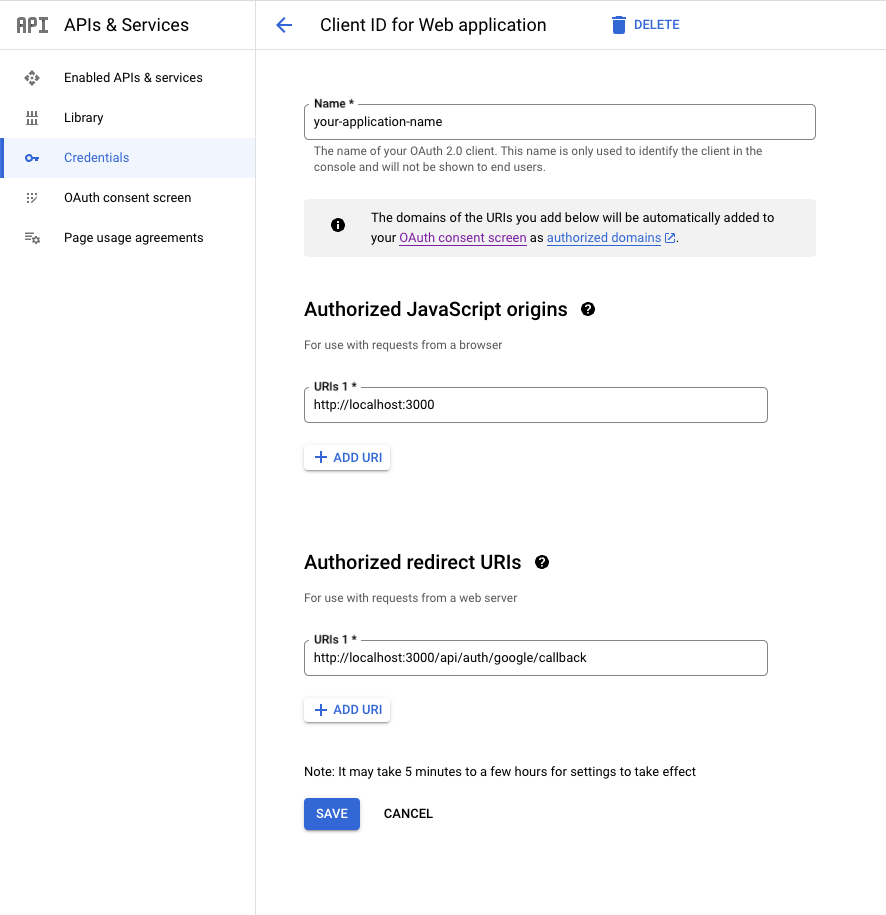 API APIs & Services
Enabled APIs & services
Library
Credentials
OAuth consent screen
Page usage agreements
Client ID for Web application
DELETE
Name *
your-application-name
The name of your OAuth 2.0 client. This name is only used to identify the client in the
console and will not be shown to end users.
The domains of the URIs you add below will be automatically added to
your OAuth consent screen as authorized domains.
Authorized JavaScript origins
For use with requests from a browser
URIs 1 *
http://localhost:3000
+ ADD URI
Authorized redirect URIs
For use with requests from a web server
URIs 1 *
http://localhost:3000/api/auth/google/callback
+ ADD URI
Note: It may take 5 minutes to a few hours for settings to take effect
SAVE CANCEL